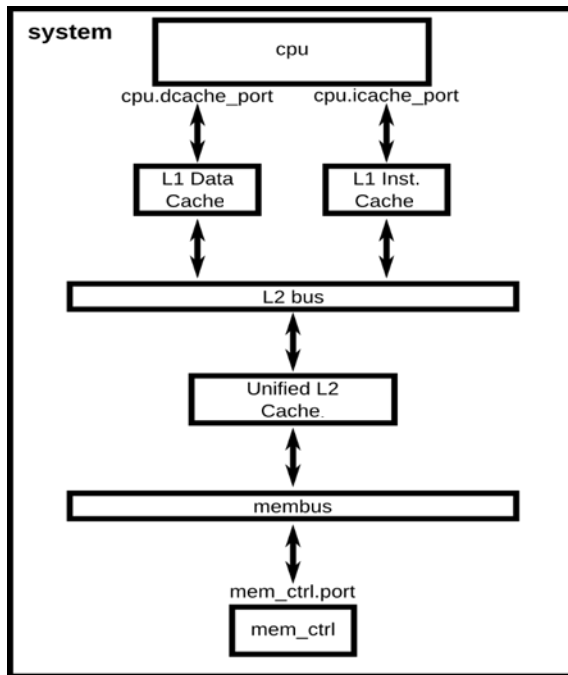 system
cpu
cpu.dcache_port
cpu.icache_port
L1 Data
Cache
L1 Inst.
Cache
L2 bus
Unified L2
Cache.
membus
mem_ctrl.port
mem_ctrl